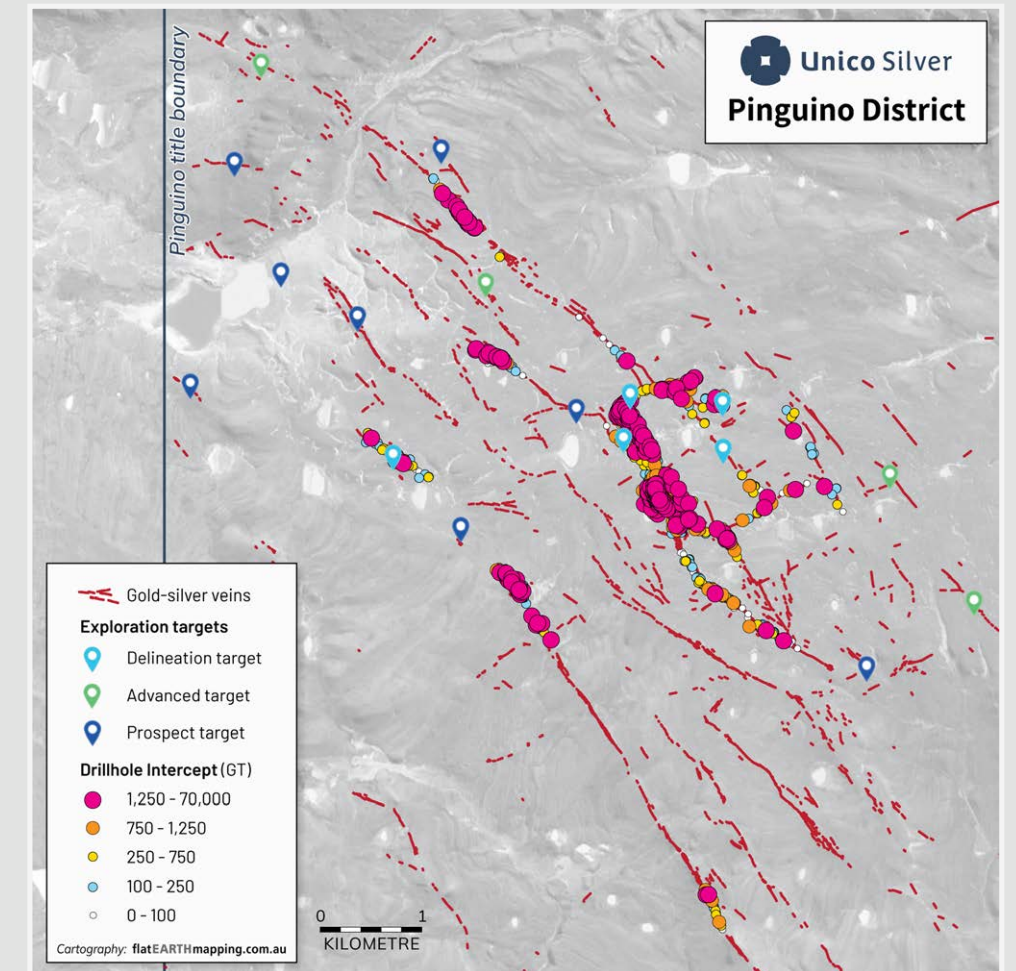 Pinguino title boundary
Unico Silver
Pinguino District
Gold-silver veins
Exploration targets
Delineation target
Advanced target
Prospect target
Drillhole Intercept (GT)
1,250 - 70,000
750 - 1,250
250 - 750
100 - 250
0 - 100
Cartography: flatEARTHmapping.com.au
0 1
KILOMETRE